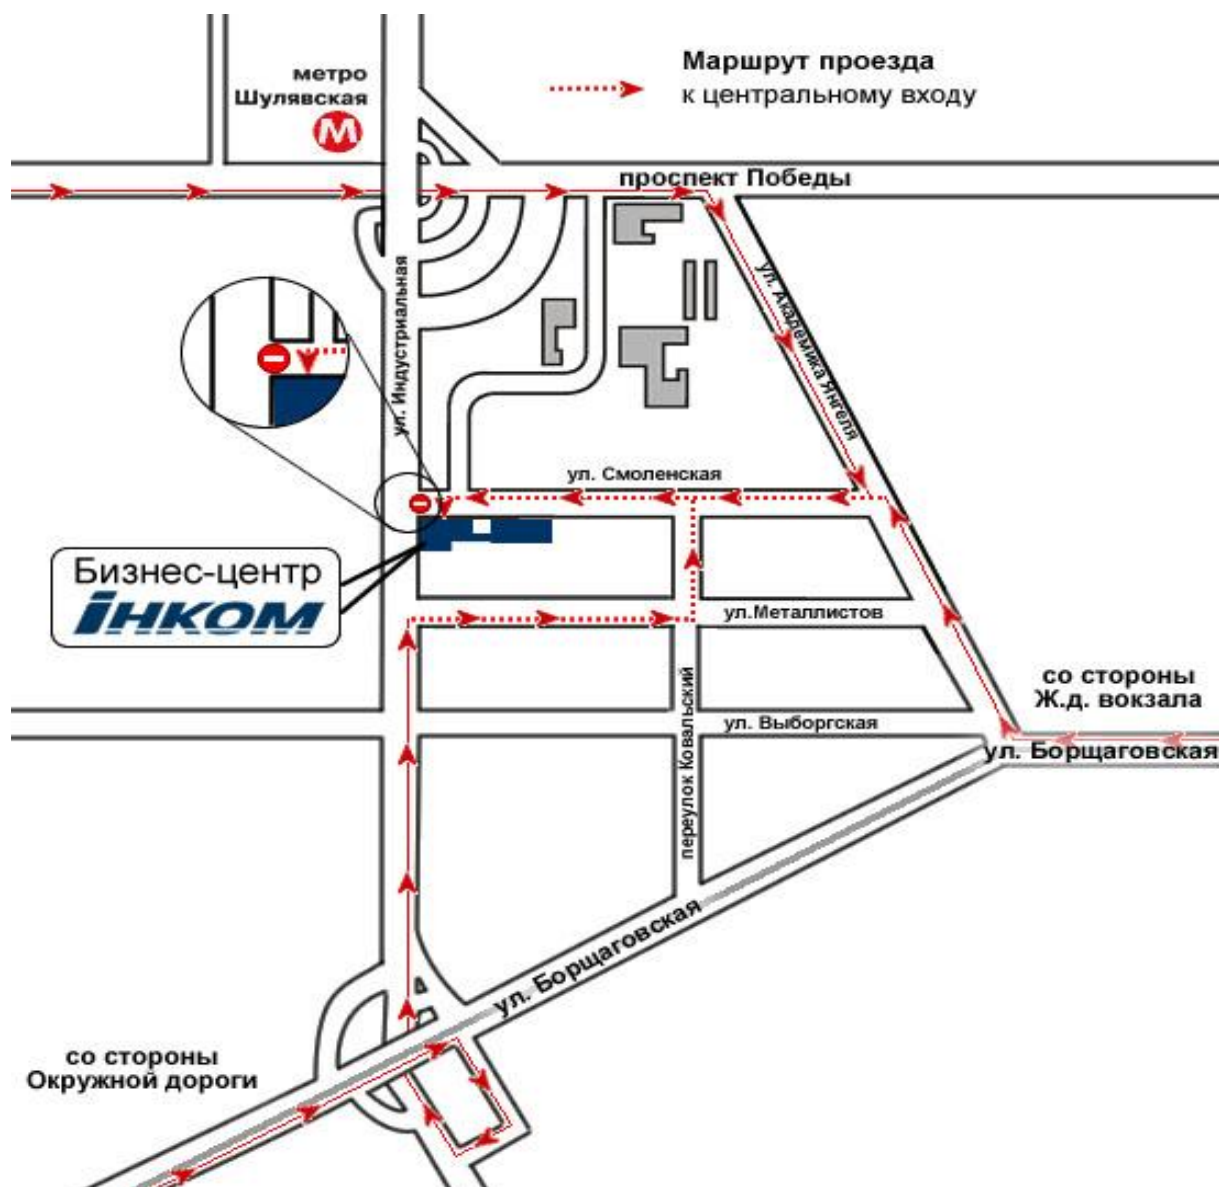 метро
Шулявская
М
Маршрут проезда
к центральному входу
проспект Победы
ул. Индустриальная
ул. Академика Янгеля
ул. Смоленская
Бизнес-центр
інком
ул.Металлистов
со стороны
Ж.д. вокзала
переулок Ковальский
ул. Выборгская
ул. Борщаговская
ул. Борщаговская
со стороны
Окружной дороги